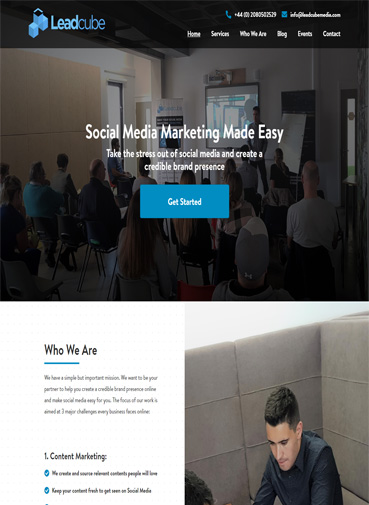 Leadcube
+44 (0) 2080502529 info@leadcubemedia.com
Home Services Who We Are Blog Events Contact
Social Media Marketing Made Easy
Take the stress out of social media and create a
credible brand presence
Get Started
Who We Are
We have a simple but important mission. We want to be your
partner to help you create a credible brand presence online
and make social media easy for you. The focus of our work is
aimed at 3 major challenges every business faces online:
1. Content Marketing:
We create and source relevant contents people will love
Keep your content fresh to get seen on Social Media